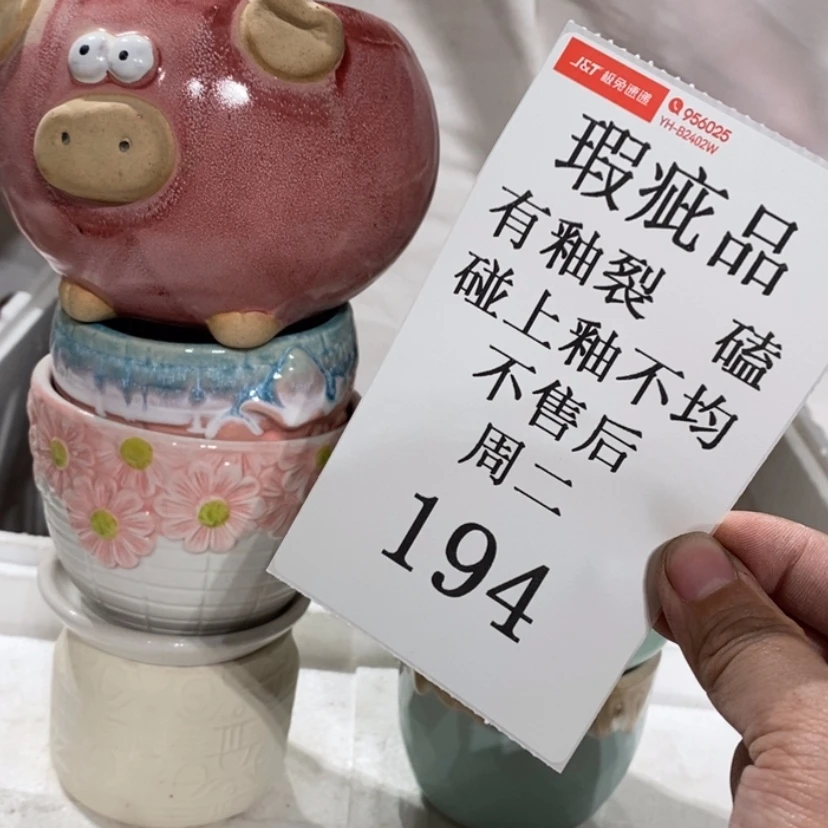 J&T 极兔速递 956025
YH-B2402W
瑕疵品
有釉裂 磕
碰上釉不均
不售后
周二
194